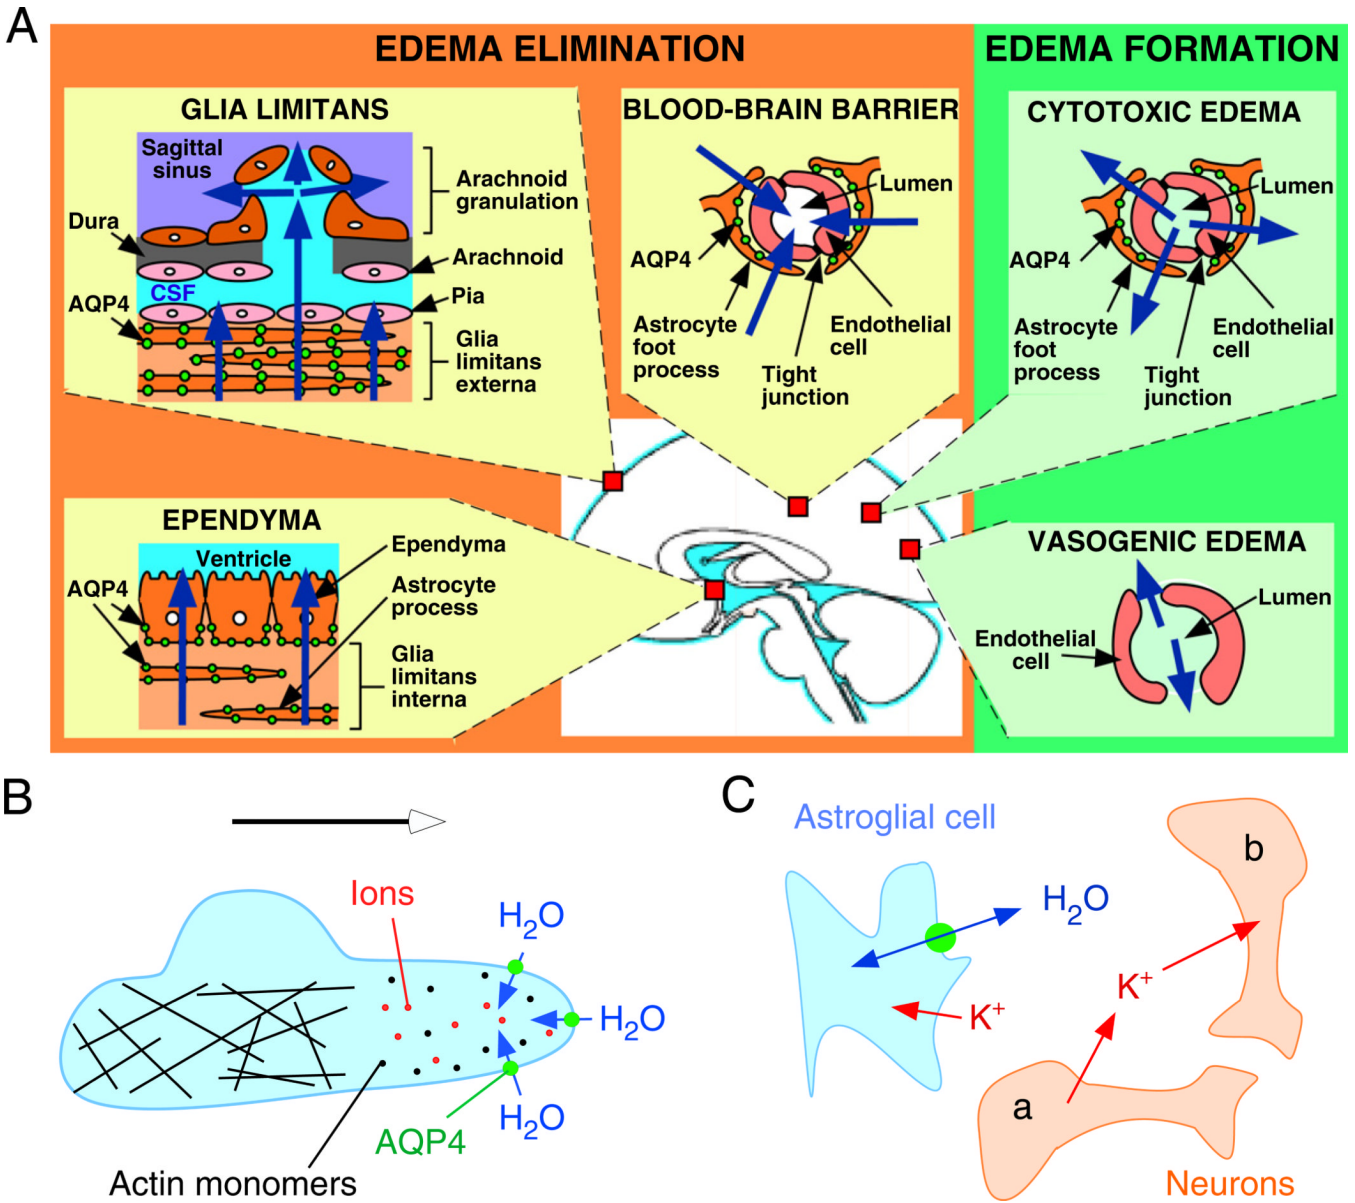 A
EDEMA ELIMINATION
EDEMA FORMATION
GLIA LIMITANS
Sagittal
sinus
Arachnoid
granulation
Dura
Arachnoid
CSF
AQP4
Pia
Glia
limitans
externa
BLOOD-BRAIN BARRIER
Lumen
AQP4
Astrocyte
foot
process
Endothelial
cell
Tight
junction
CYTOTOXIC EDEMA
Lumen
AQP4
Astrocyte
foot
process
Endothelial
cell
Tight
junction
EPENDYMA
Ventricle
Ependyma
AQP4
Astrocyte
process
Glia
limitans
interna
VASOGENIC EDEMA
Lumen
Endothelial
cell
B
Ions
H2O
H2O
H2O
AQP4
Actin monomers
C
Astroglial cell
b
H2O
K+
K+
a
Neurons